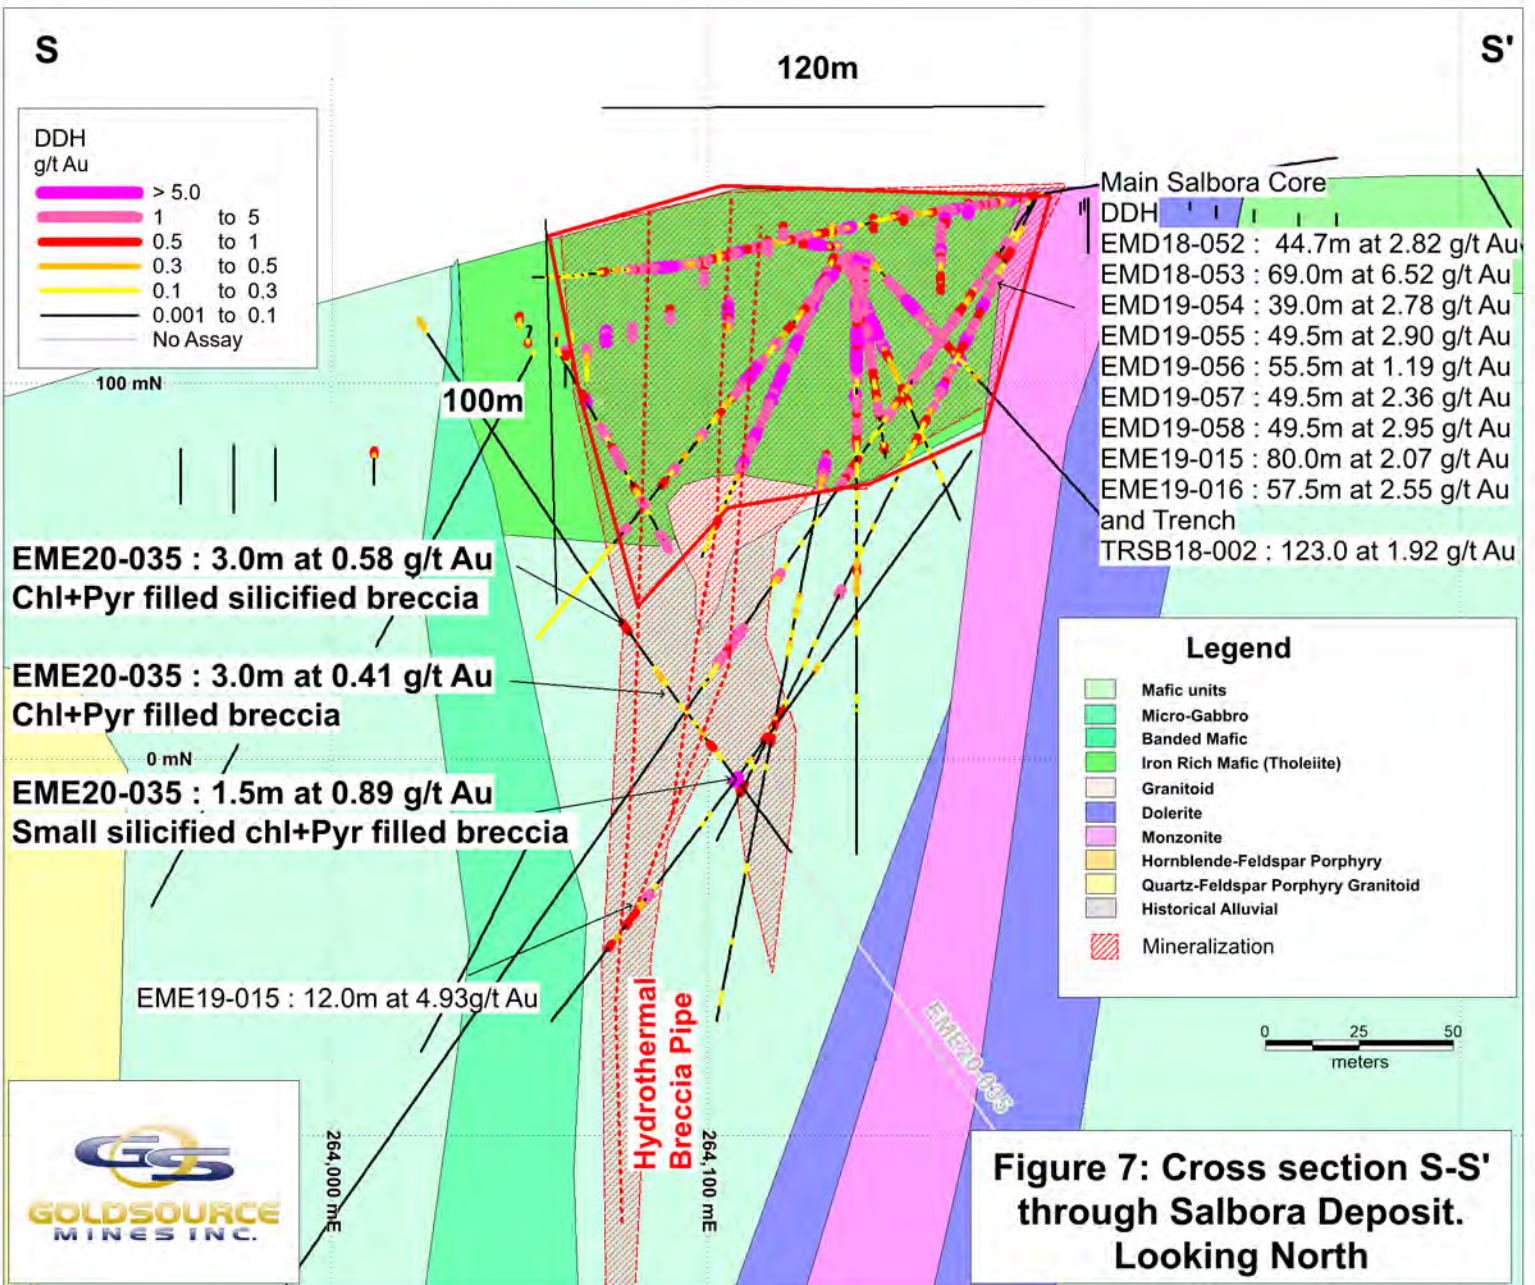 S
S'
120m
DDH
g/t Au
> 5.0
1 to 5
0.5 to 1
0.3 to 0.5
0.1 to 0.3
0.001 to 0.1
No Assay
Main Salbora Core
DDH
EMD18-052 : 44.7m at 2.82 g/t Au
EMD18-053 : 69.0m at 6.52 g/t Au
EMD19-054 : 39.0m at 2.78 g/t Au
EMD19-055 : 49.5m at 2.90 g/t Au
EMD19-056 : 55.5m at 1.19 g/t Au
EMD19-057 : 49.5m at 2.36 g/t Au
EMD19-058 : 49.5m at 2.95 g/t Au
EME19-015 : 80.0m at 2.07 g/t Au
EME19-016 : 57.5m at 2.55 g/t Au
and Trench
TRSB18-002 : 123.0 at 1.92 g/t Au
100 mN
100m
EME20-035 : 3.0m at 0.58 g/t Au
Chl+Pyr filled silicified breccia
EME20-035 : 3.0m at 0.41 g/t Au
Chl+Pyr filled breccia
0 mN
EME20-035 : 1.5m at 0.89 g/t Au
Small silicified chl+Pyr filled breccia
EME19-015 : 12.0m at 4.93g/t Au
Hydrothermal
Breccia Pipe
EME20-035
264,000 mE
264,100 mE
Legend
Mafic units
Micro-Gabbro
Banded Mafic
Iron Rich Mafic (Tholeiite)
Granitoid
Dolerite
Monzonite
Hornblende-Feldspar Porphyry
Quartz-Feldspar Porphyry Granitoid
Historical Alluvial
Mineralization
0 25 50
meters
GS
GOLDSOURCE
MINES INC.
Figure 7: Cross section S-S'
through Salbora Deposit.
Looking North